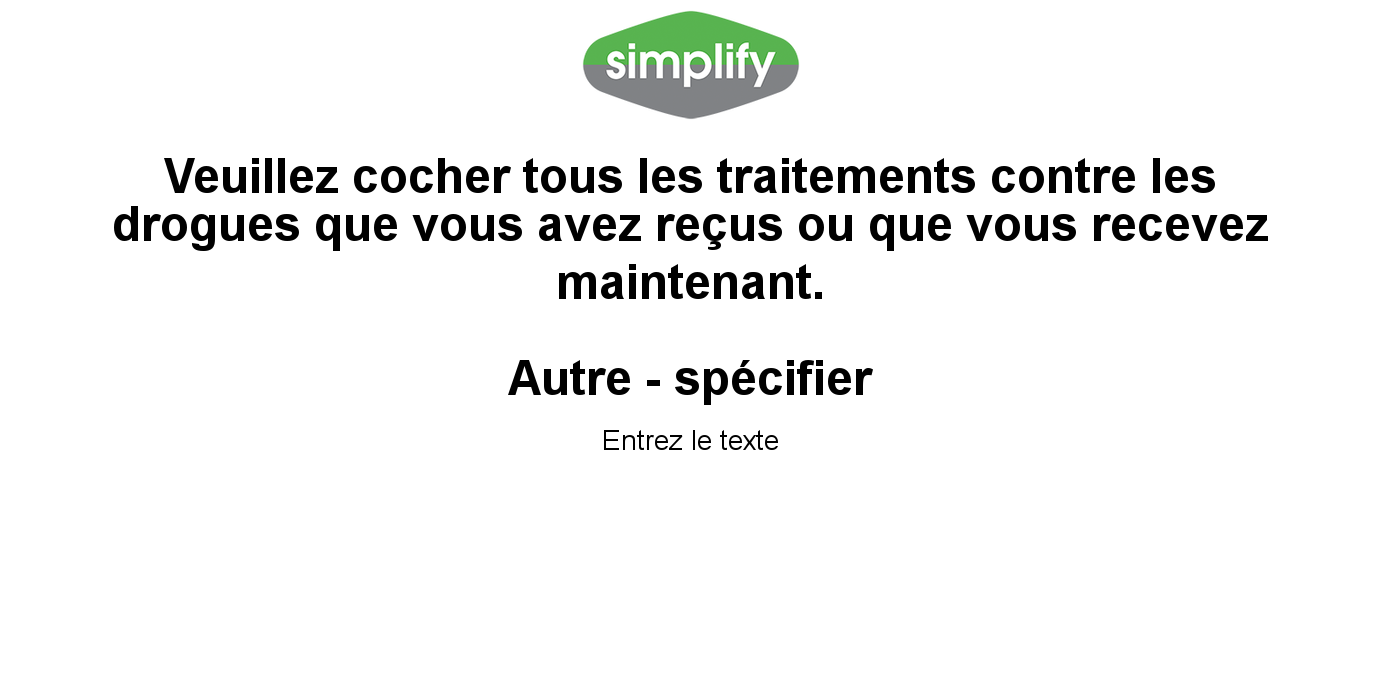 simplify
Veuillez cocher tous les traitements contre les
drogues que vous avez reçus ou que vous recevez
maintenant.
Autre - spécifier
Entrez le texte